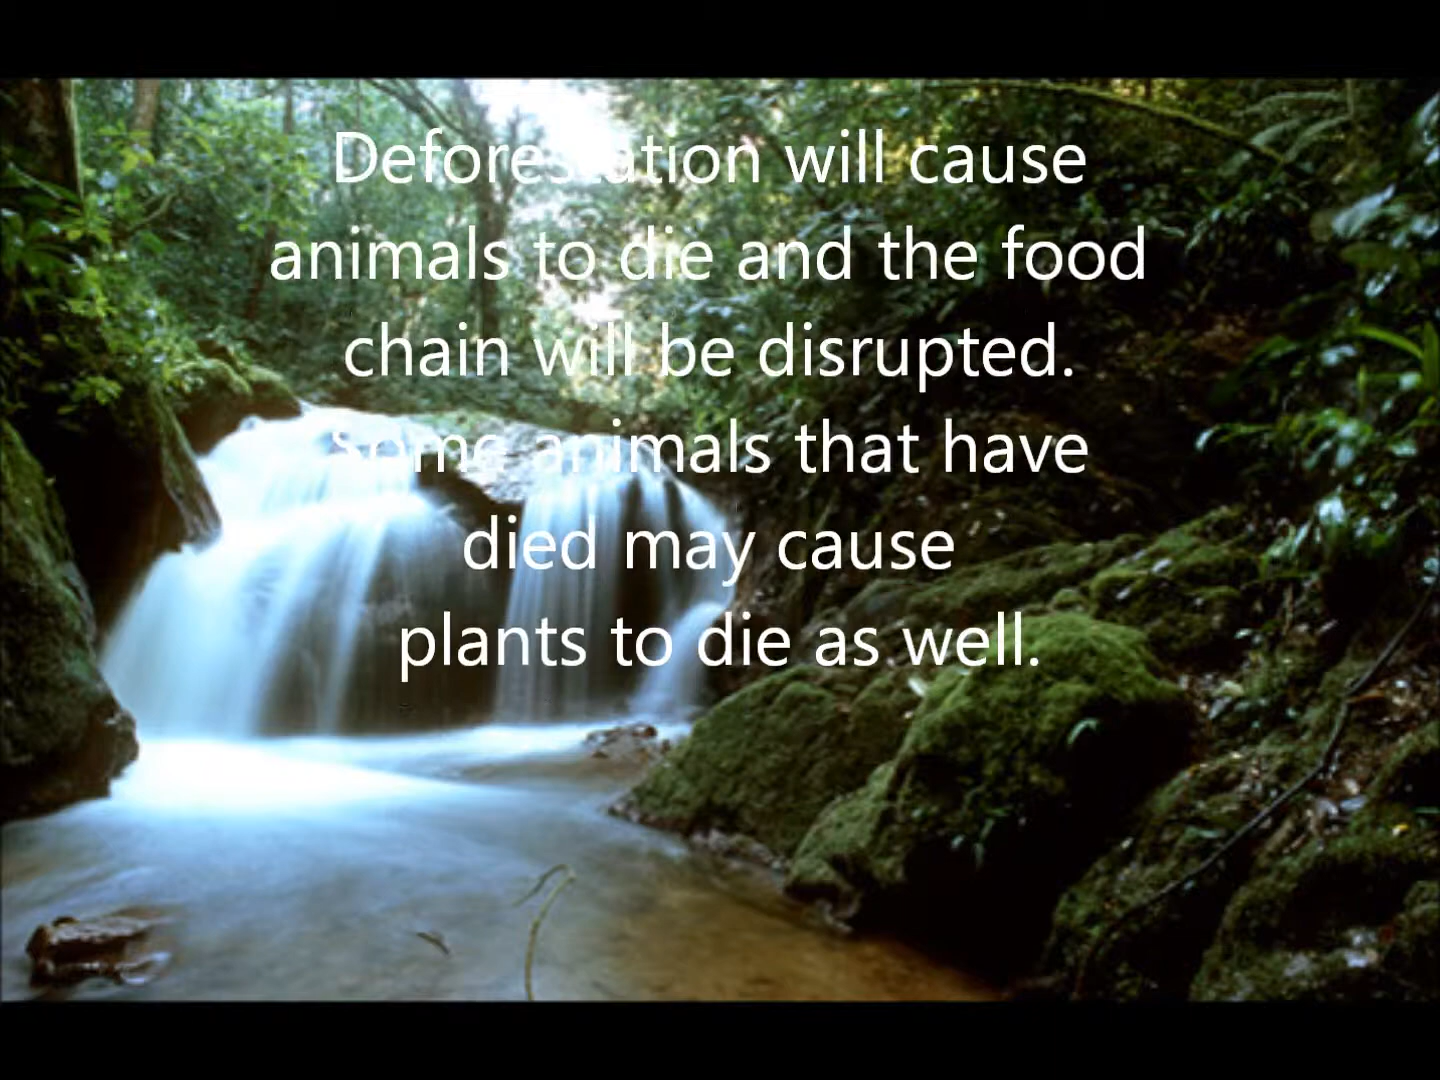 Deforestation will cause
animals to die and the food
chain will be disrupted.
Some animals that have
died may cause
plants to die as well.